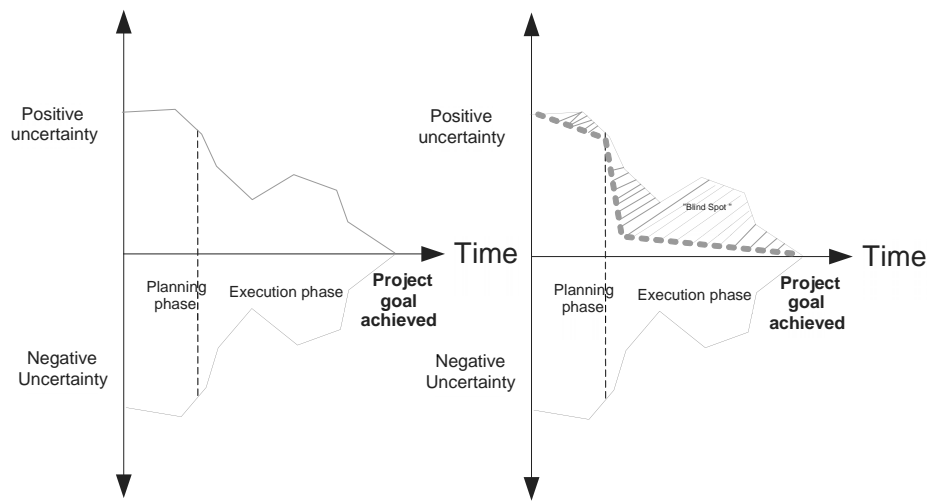 Positive
uncertainty
Time
Planning
phase
Execution phase
Project
goal
achieved
Negative
Uncertainty
Positive
uncertainty
"Blind Spot "
Time
Planning
phase
Execution phase
Project
goal
achieved
Negative
Uncertainty